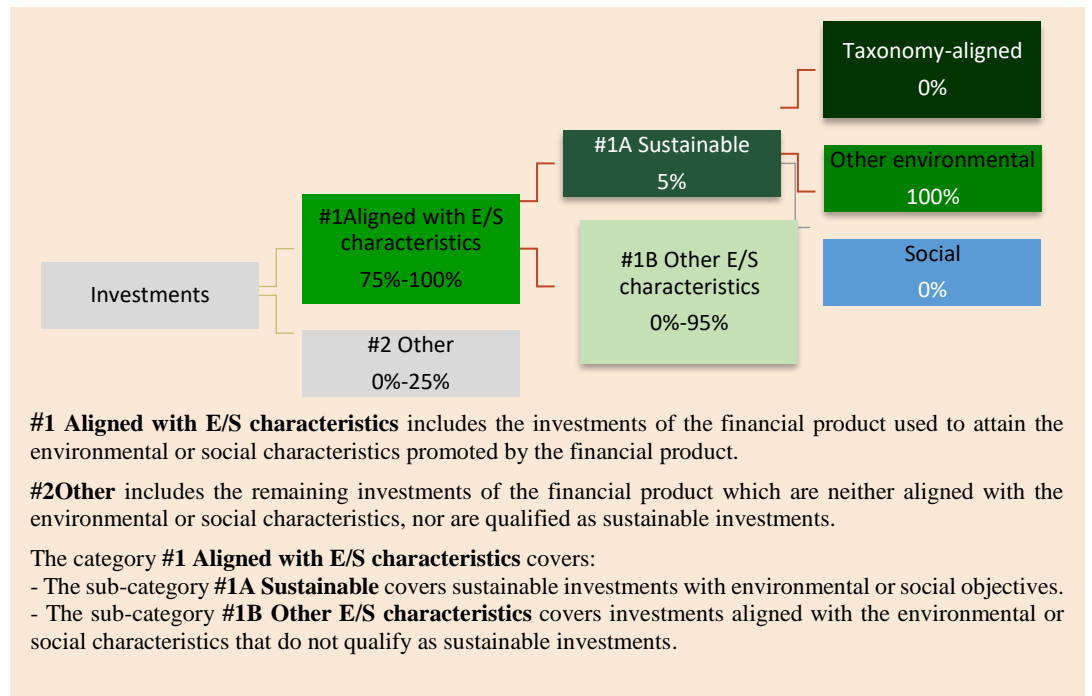 Taxonomy-aligned
0%
#1A Sustainable
5%
Other environmental
100%
#1Aligned with E/S
characteristics
75%-100%
#1B Other E/S
characteristics
0%-95%
Social
0%
Investments
#2 Other
0%-25%
#1 Aligned with E/S characteristics includes the investments of the financial product used to attain the
environmental or social characteristics promoted by the financial product.
#2Other includes the remaining investments of the financial product which are neither aligned with the
environmental or social characteristics, nor are qualified as sustainable investments.
The category #1 Aligned with E/S characteristics covers:
- The sub-category #1A Sustainable covers sustainable investments with environmental or social objectives.
- The sub-category #1B Other E/S characteristics covers investments aligned with the environmental or
social characteristics that do not qualify as sustainable investments.